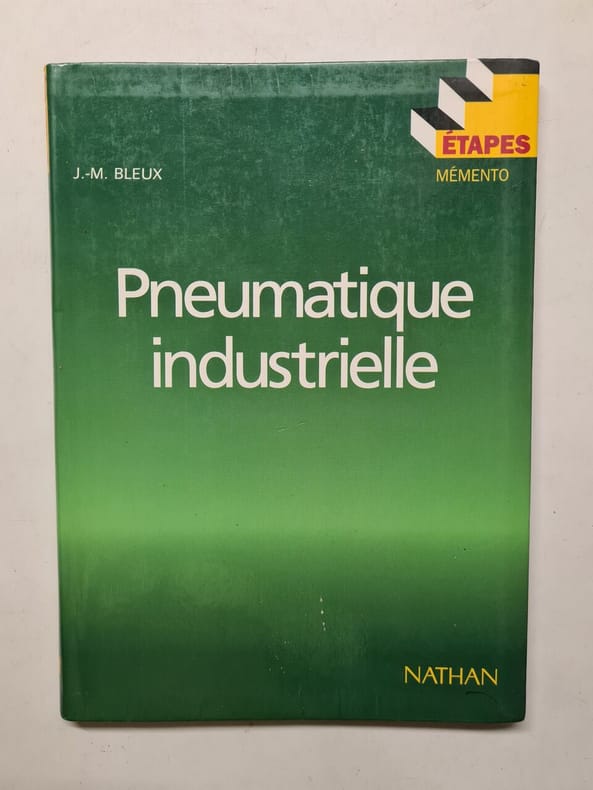 ÉTAPES
J.-M. BLEUX
MÉMENTO
Pneumatique
industrielle
NATHAN